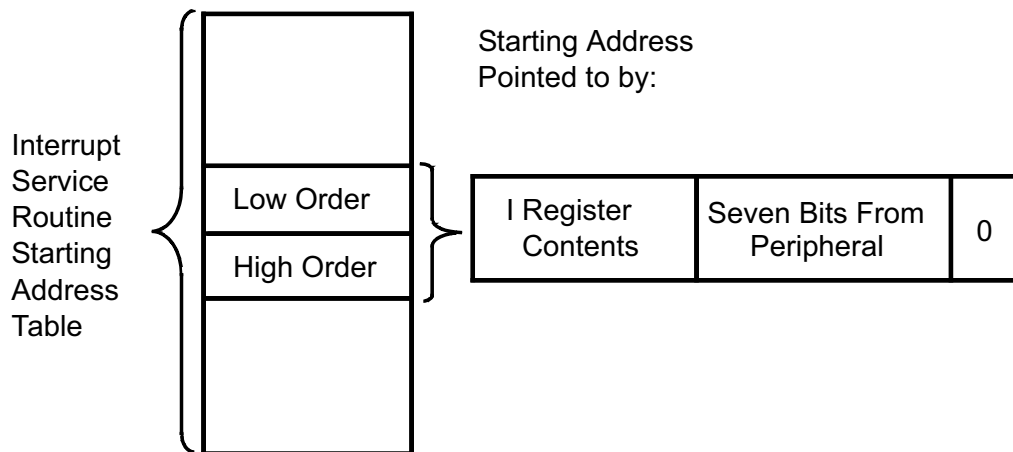 Interrupt
Service
Routine
Starting
Address
Table
Low Order
High Order
Starting Address
Pointed to by:
I Register
Contents
Seven Bits From
Peripheral
0